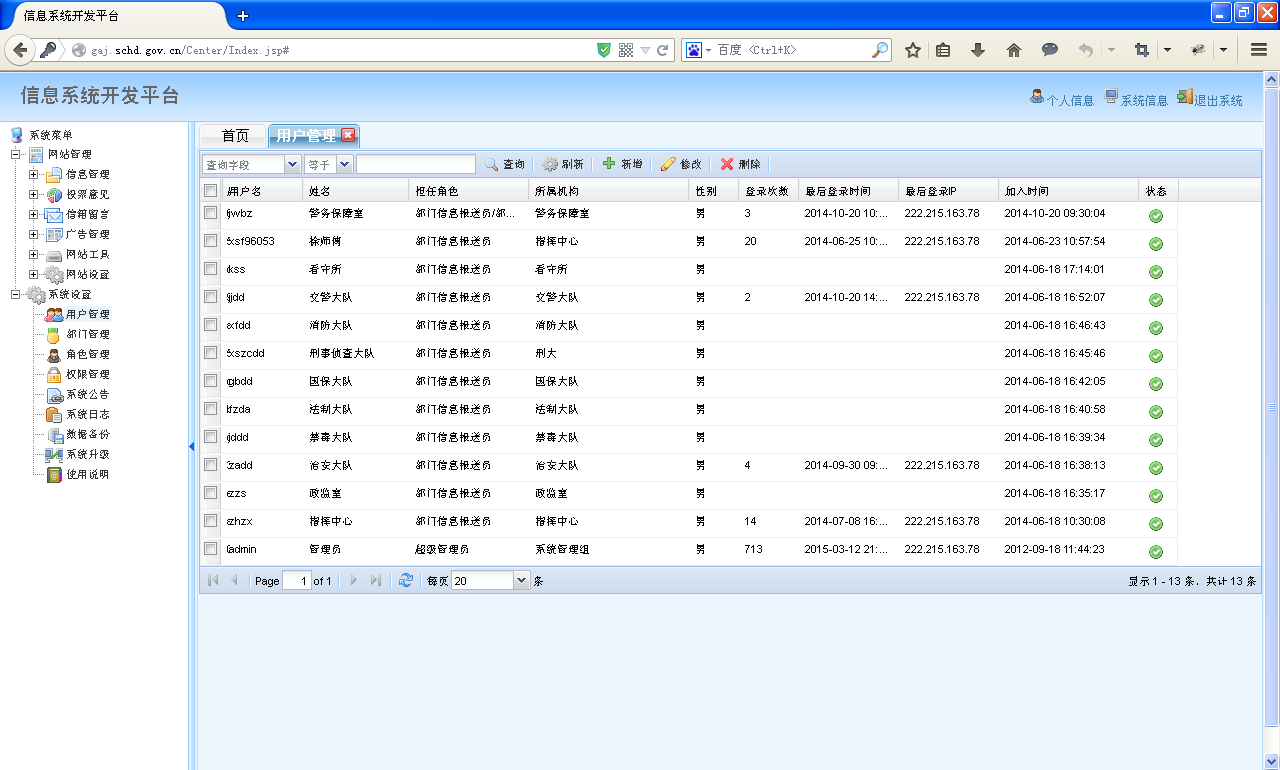 信息系统开发平台
gaj.schd.gov.cn/Center/Index.jsp#
百度 <Ctrl+K>
信息系统开发平台
个人信息 系统信息 退出系统
系统菜单
网站管理
信息管理
投票意见
信箱留言
广告管理
网站工具
网站设置
系统设置
用户管理
部门管理
角色管理
权限管理
系统公告
系统日志
数据备份
系统升级
使用说明
首页 用户管理
查询字段 等于 查询 刷新 新增 修改 删除
用户名 姓名 担任角色 所属机构 性别 登录次数 最后登录时间 最后登录IP 加入时间 状态
jwbz 警务保障室 部门信息报送员/部... 警务保障室 男 3 2014-10-20 10:... 222.215.163.78 2014-10-20 09:30:04
xsf96053 徐师傅 部门信息报送员 指挥中心 男 20 2014-06-25 10:... 222.215.163.78 2014-06-23 10:57:54
kss 看守所 部门信息报送员 看守所 男 2014-06-18 17:14:01
jjdd 交警大队 部门信息报送员 交警大队 男 2 2014-10-20 14:... 222.215.163.78 2014-06-18 16:52:07
xfdd 消防大队 部门信息报送员 消防大队 男 2014-06-18 16:46:43
xszcdd 刑事侦查大队 部门信息报送员 刑大 男 2014-06-18 16:45:46
gbdd 国保大队 部门信息报送员 国保大队 男 2014-06-18 16:42:05
fzda 法制大队 部门信息报送员 法制大队 男 2014-06-18 16:40:58
jddd 禁毒大队 部门信息报送员 禁毒大队 男 2014-06-18 16:39:34
zadd 治安大队 部门信息报送员 治安大队 男 4 2014-09-30 09:... 222.215.163.78 2014-06-18 16:38:13
zzs 政监室 部门信息报送员 政监室 男 2014-06-18 16:35:17
zhzx 指挥中心 部门信息报送员 指挥中心 男 14 2014-07-08 16:... 222.215.163.78 2014-06-18 10:30:08
admin 管理员 超级管理员 系统管理组 男 713 2015-03-12 21:... 222.215.163.78 2012-09-18 11:44:23
Page 1 of 1 每页 20 条 显示 1 - 13 条，共计 13 条